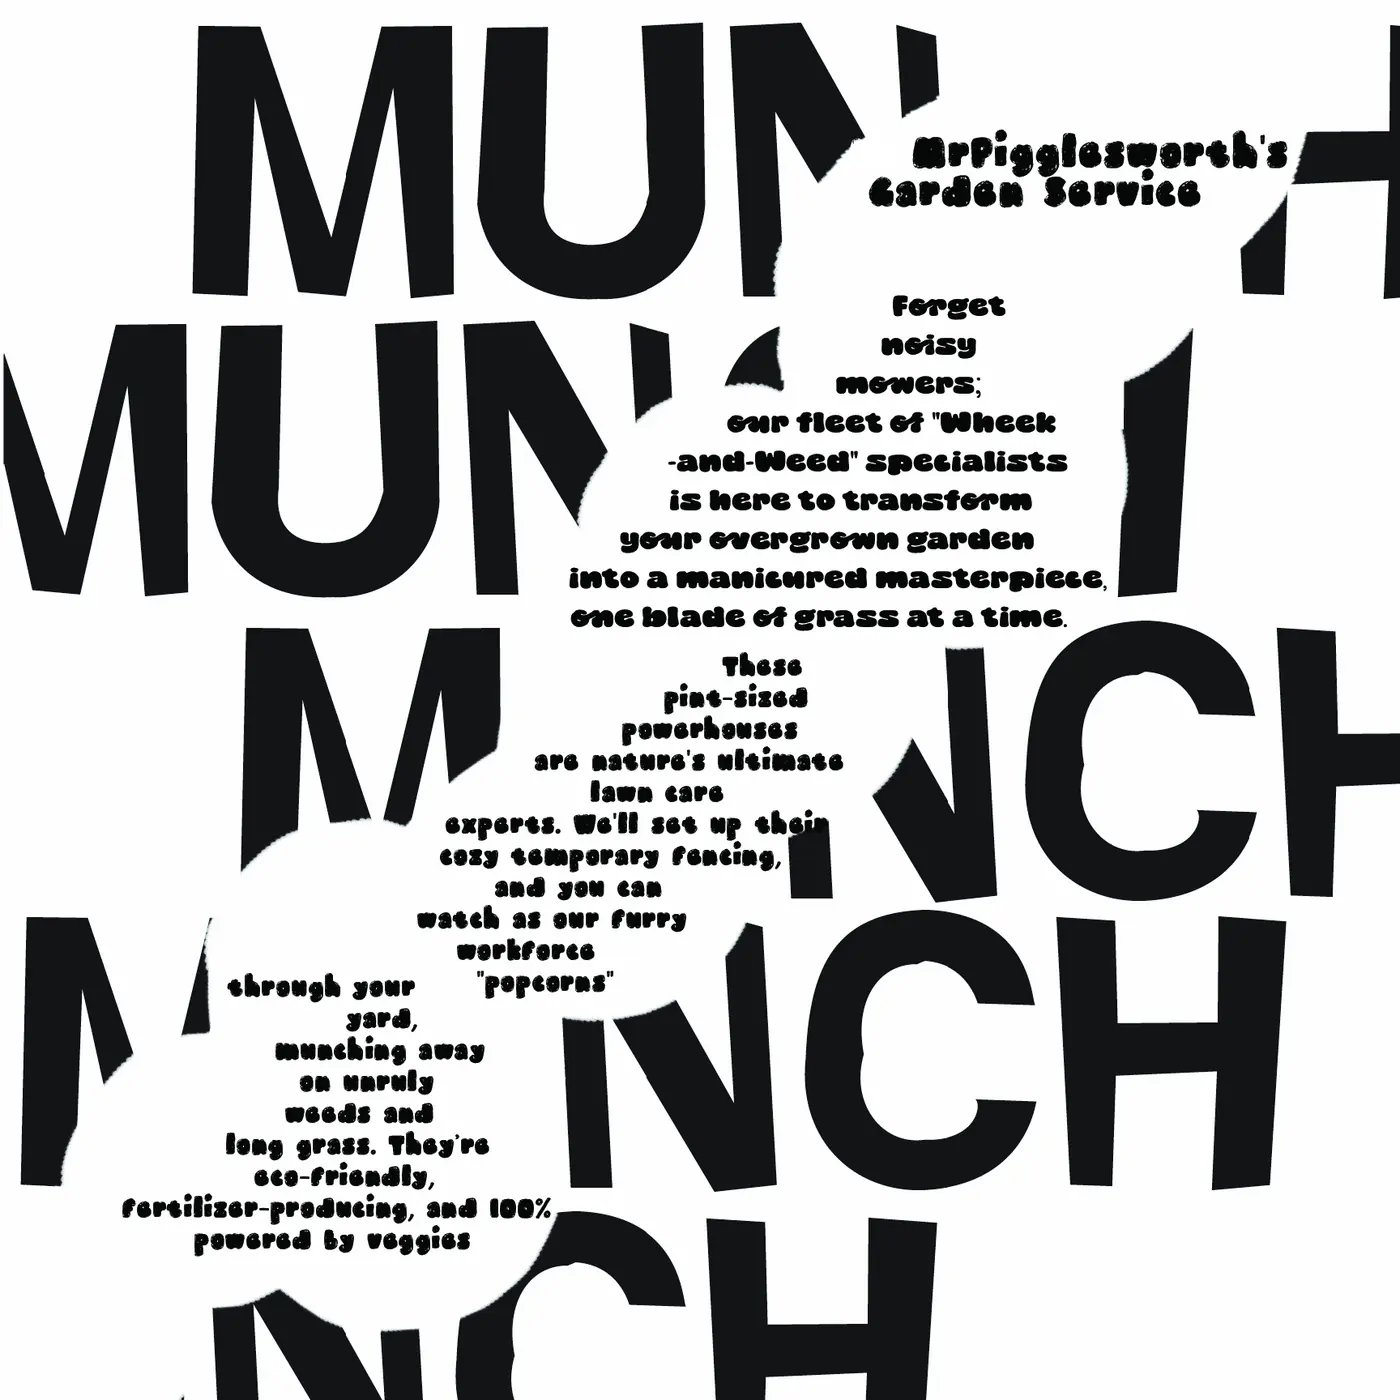 MUN H
MrPigglesworth's
Garden Service
MUN
Forget
noisy
mowers;
our fleet of "Wheek
-and-Weed" specialists
is here to transform
your overgrown garden
into a manicured masterpiece,
one blade of grass at a time.
M NCH
These
pint-sized
powerhouses
are nature's ultimate
lawn care
experts. We'll set up their
cozy temporary fencing,
and you can
watch as our furry
workforce
"popcorns"
M NCH
through your
yard,
munching away
on unruly
weeds and
long grass. They're
eco-friendly,
fertilizer-producing, and 100%
powered by veggies
NCH